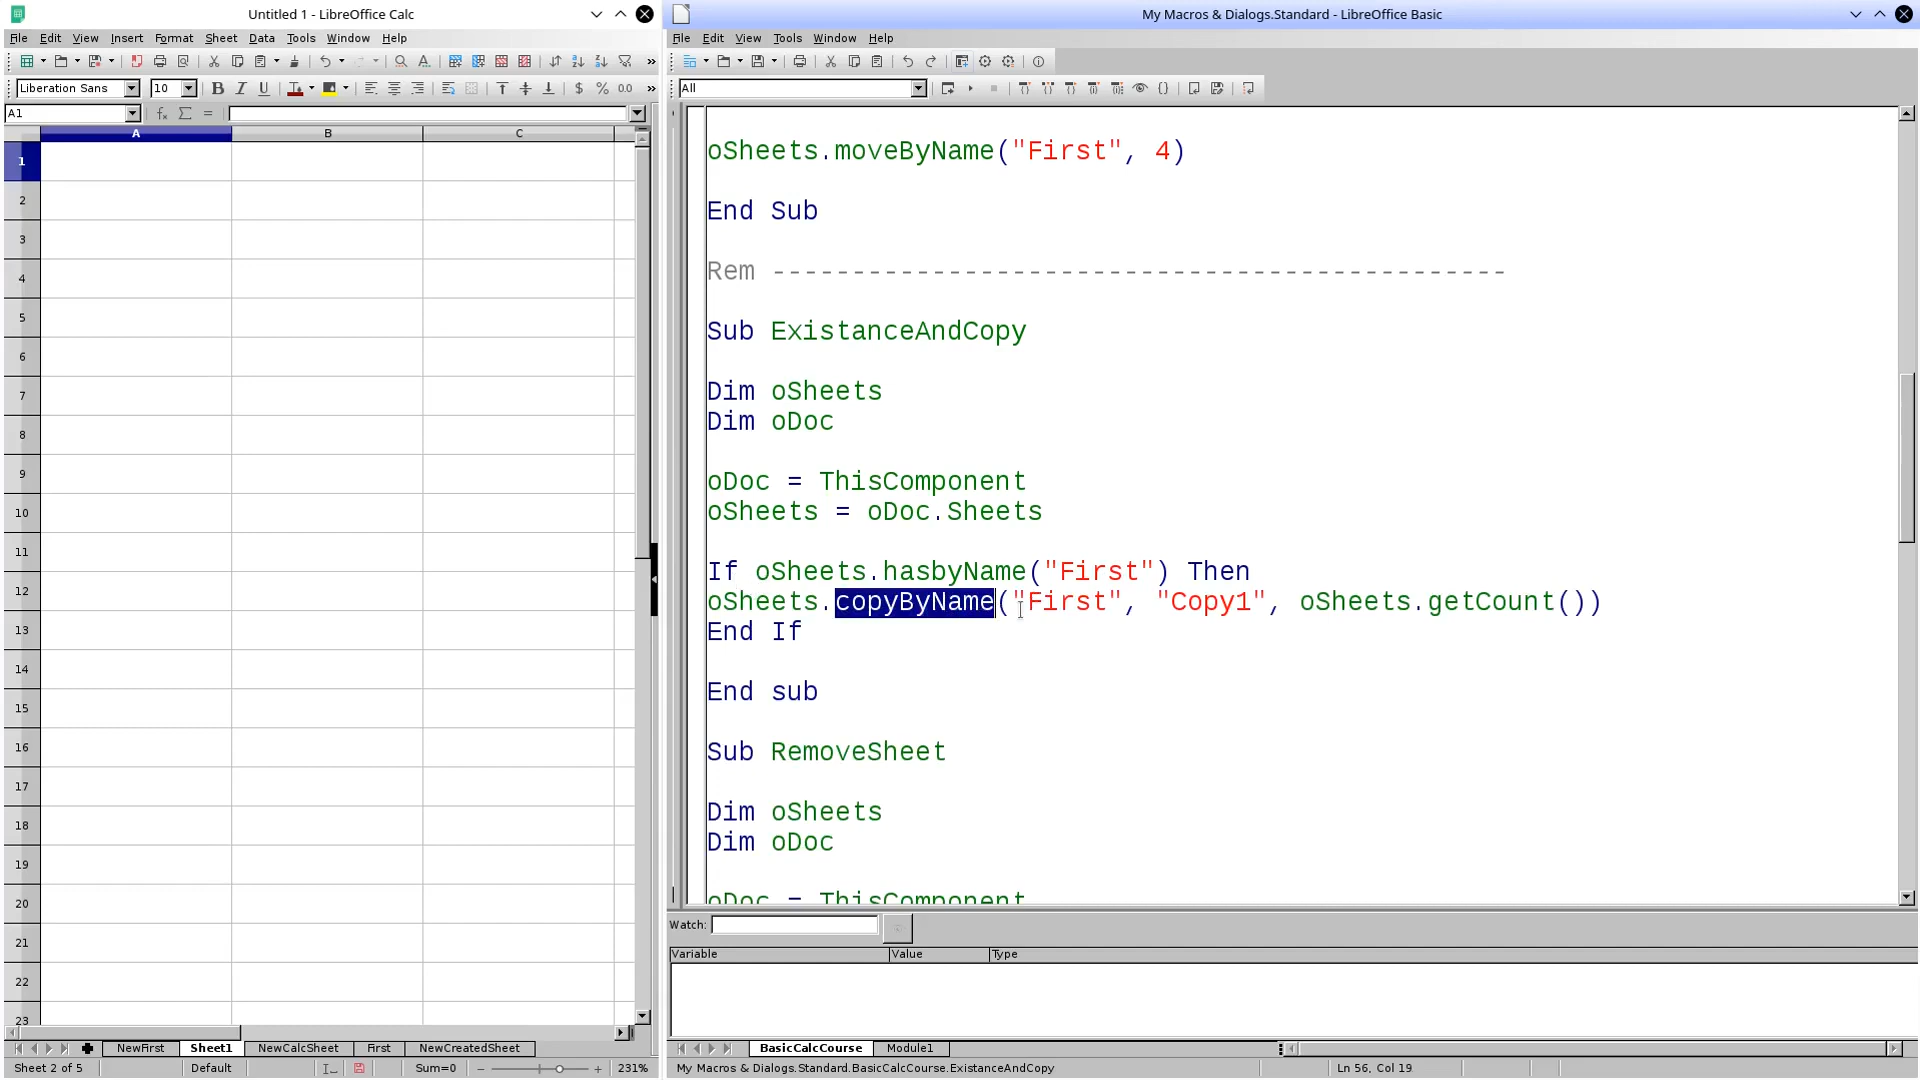 Untitled 1 - LibreOffice Calc
File Edit View Insert Format Sheet Data Tools Window Help
Liberation Sans 10
$ % 0.0
A1
A B C
1
2
3
4
5
6
7
8
9
10
11
12
13
14
15
16
17
18
19
20
21
22
23
NewFirst Sheet1 NewCalcSheet First NewCreatedSheet
Sheet 2 of 5 Default Sum=0 231%
My Macros & Dialogs.Standard - LibreOffice Basic
File Edit View Tools Window Help
All
oSheets.moveByName("First", 4)
End Sub
Rem ----------------------------------------------
Sub ExistanceAndCopy
Dim oSheets
Dim oDoc
oDoc = ThisComponent
oSheets = oDoc.Sheets
If oSheets.hasbyName("First") Then
oSheets.copyByName("First", "Copy1", oSheets.getCount())
End If
End sub
Sub RemoveSheet
Dim oSheets
Dim oDoc
oDoc = ThisComponent
Watch:
Variable Value Type
BasicCalcCourse Module1
My Macros & Dialogs.Standard.BasicCalcCourse.ExistanceAndCopy Ln 56, Col 19